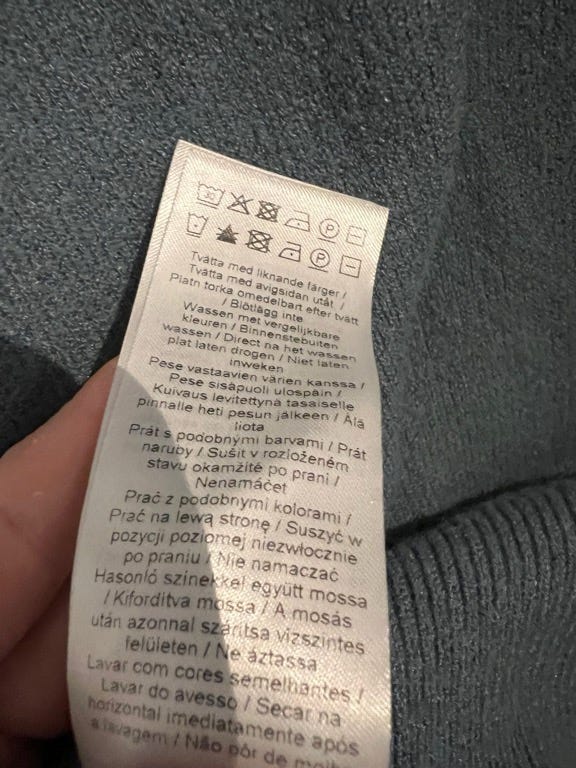 30
P
P
Tvätta med liknande färger /
Tvätta med avigsidan utåt /
Plan torka omedelbart efter tvätt
/ Blötlägg inte
Wassen met vergelijkbare
kleuren / Binnenstebuiten
wassen / Direct na het wassen
plat laten drogen / Niet laten
inweken
Pese vastaavien värien kanssa /
Pese sisäpuoli ulospäin /
Kuivaus levitettynä tasaiselle
pinnalle heti pesun jälkeen / Älä
liota
Prát s podobnými barvami / Prát
naruby / Sušit v rozloženém
stavu okamžitě po praní /
Nenamáčet
Prać z podobnymi kolorami /
Prać na lewą stronę / Suszyć w
pozycji poziomej niezwłocznie
po praniu / Nie namaczać
Hasonló színekkel együtt mossa
/ Kifordítva mossa / A mosás
után azonnal szárítsa vízszintes
felületen / Ne áztassa
Lavar com cores semelhantes /
Lavar do avesso / Secar na
horizontal imediatamente após
a lavagem / Não pôr de molho